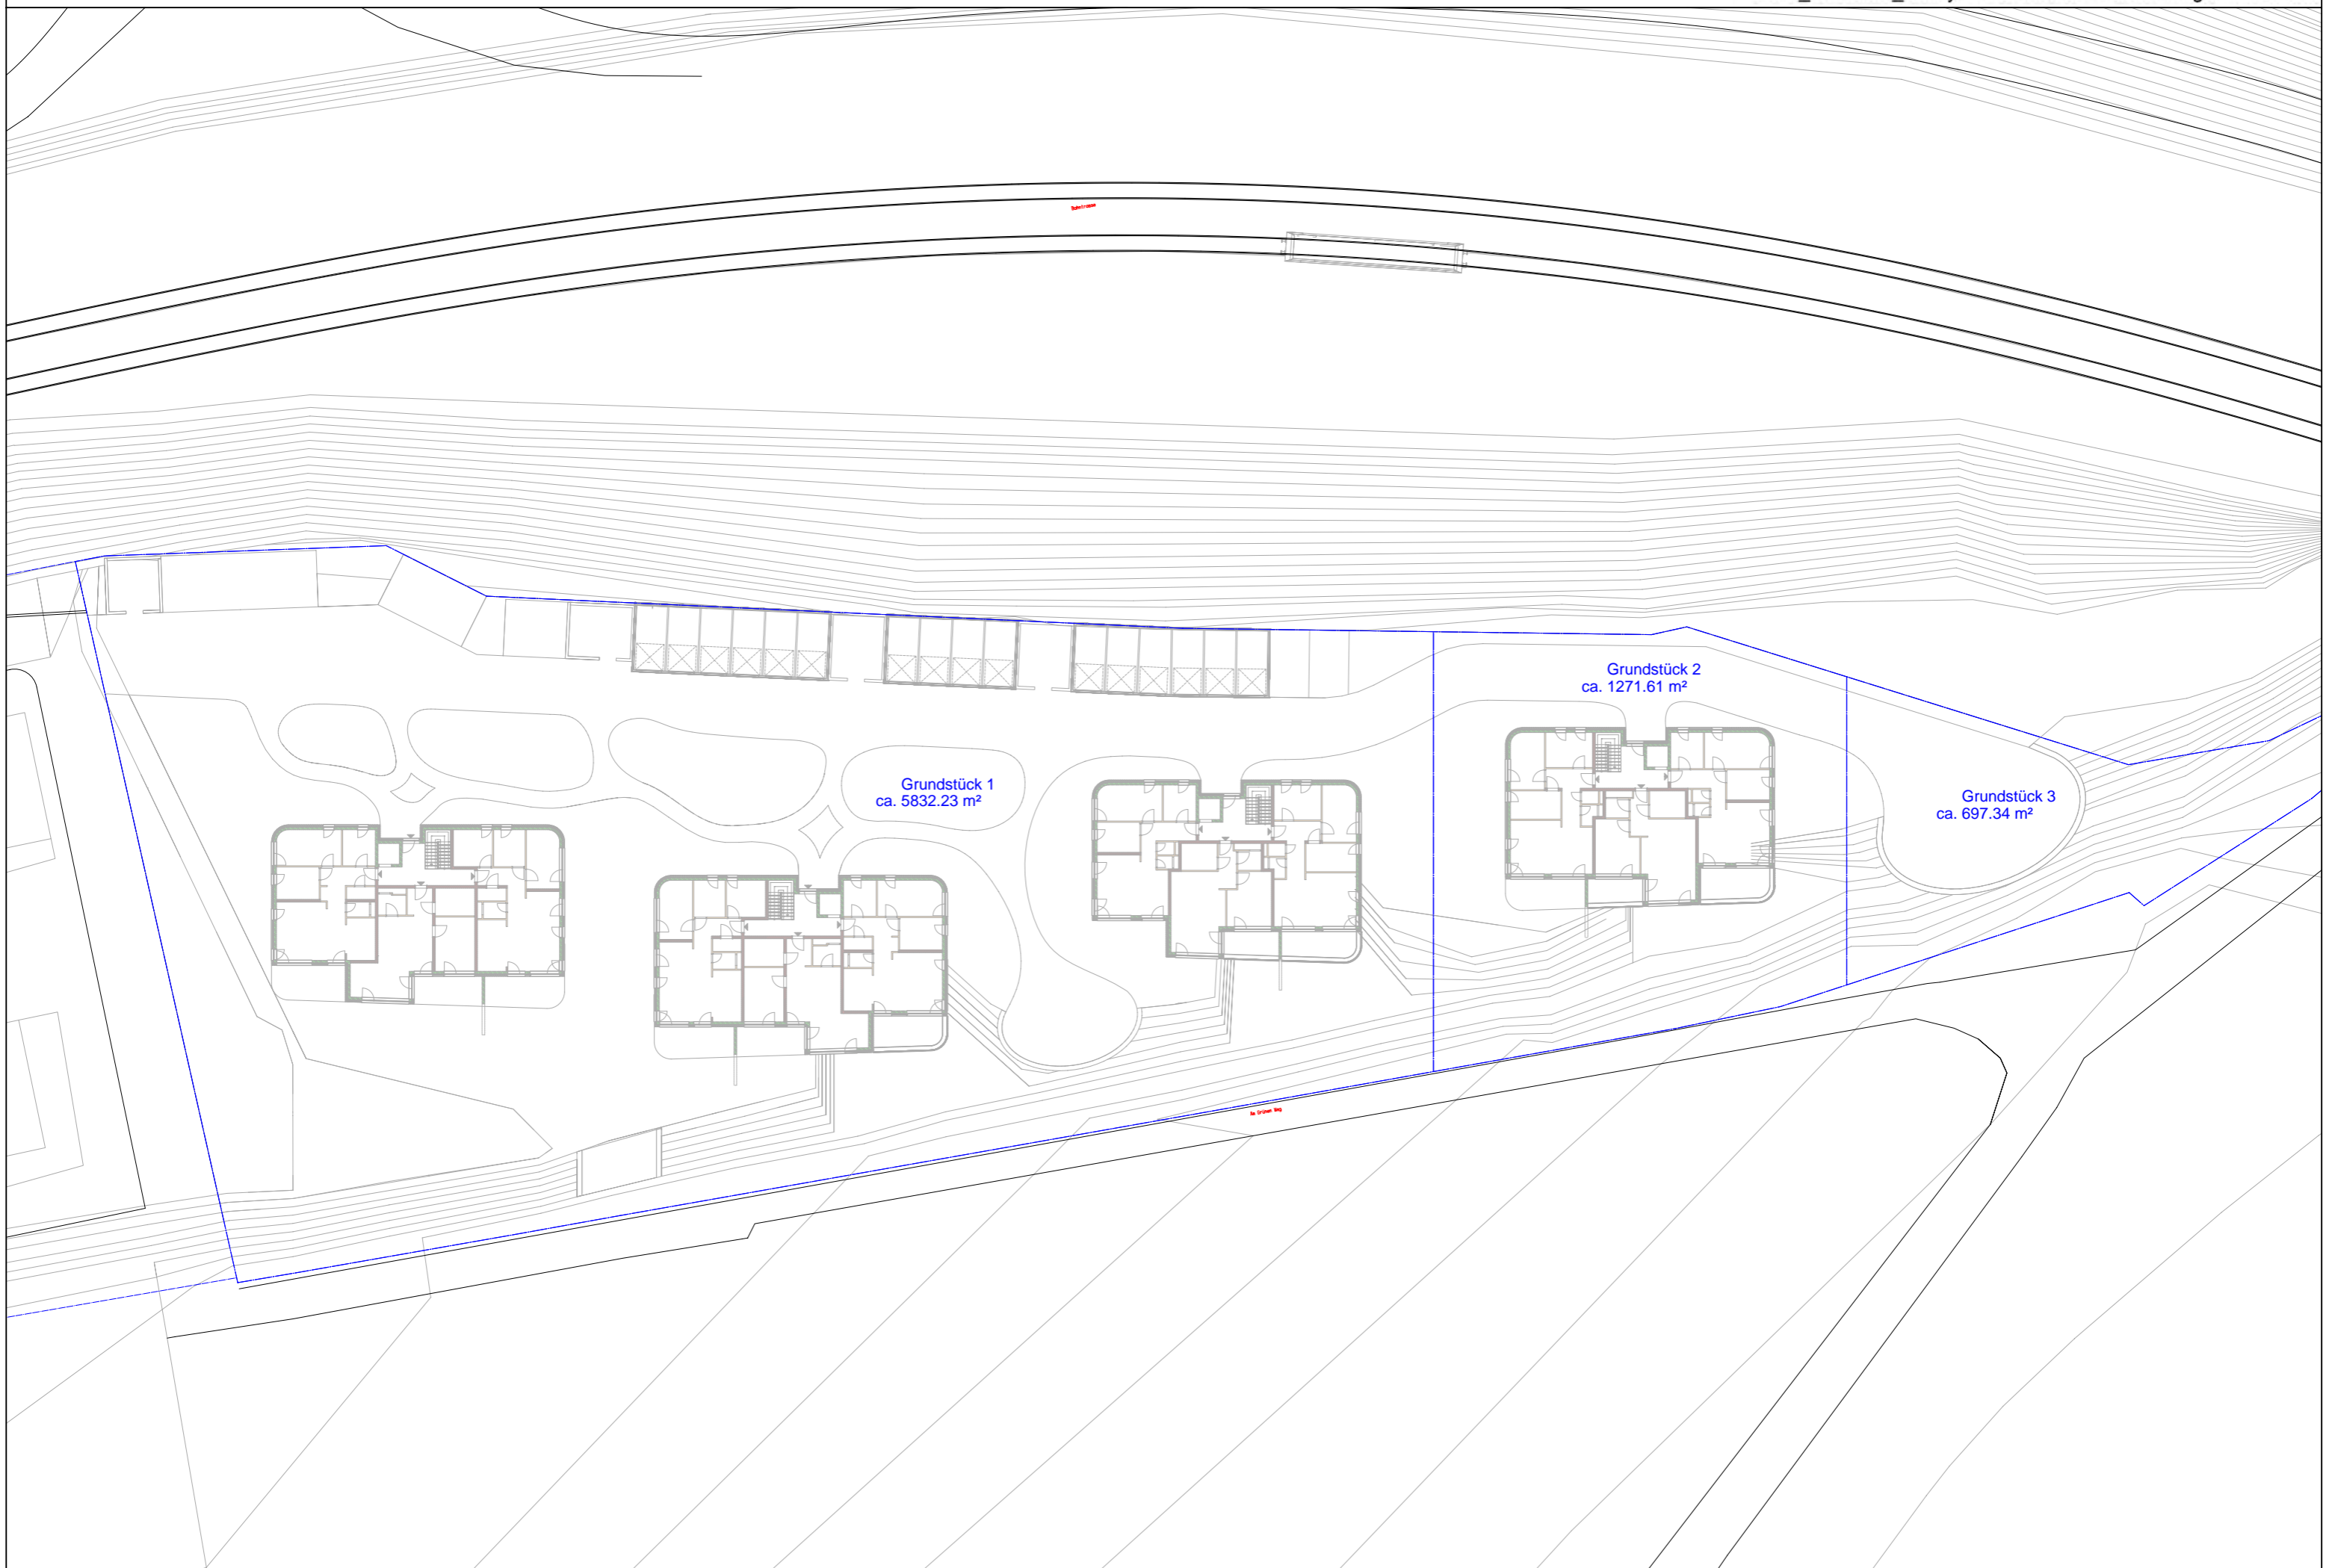 Grundstück 2
ca. 1271.61 m²
Grundstück 1
ca. 5832.23 m²
Grundstück 3
ca. 697.34 m²